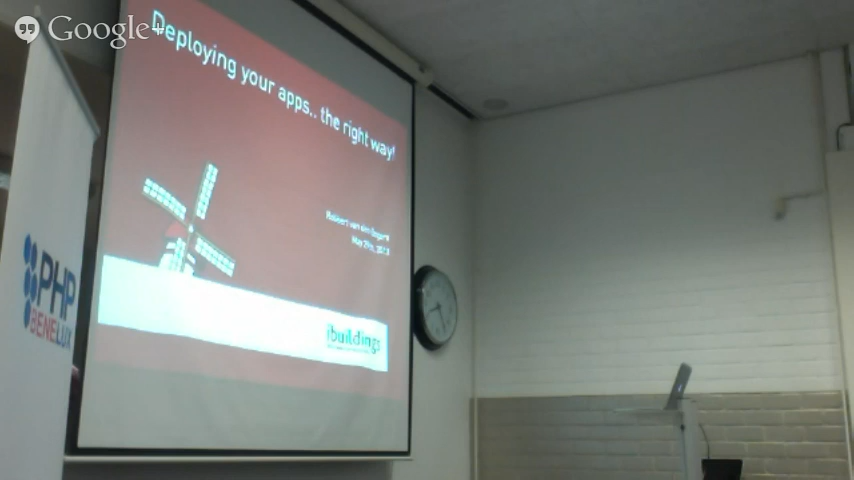 Google+
Deploying your apps.. the right way!
ibuildings
PHP
BENELUX